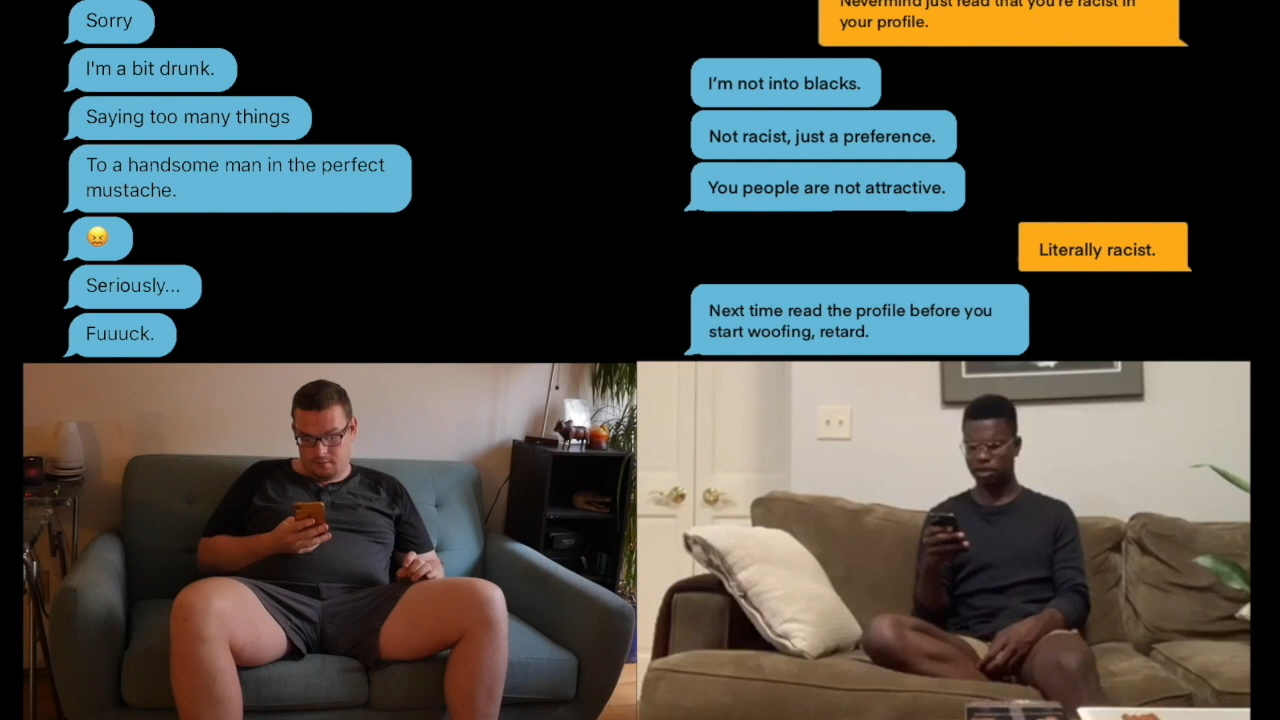 Sorry
I'm a bit drunk.
Saying too many things
To a handsome man in the perfect
mustache.
😖
Seriously...
Fuuuck.
Nevermind just read that you're racist in
your profile.
I'm not into blacks.
Not racist, just a preference.
You people are not attractive.
Literally racist.
Next time read the profile before you
start woofing, retard.